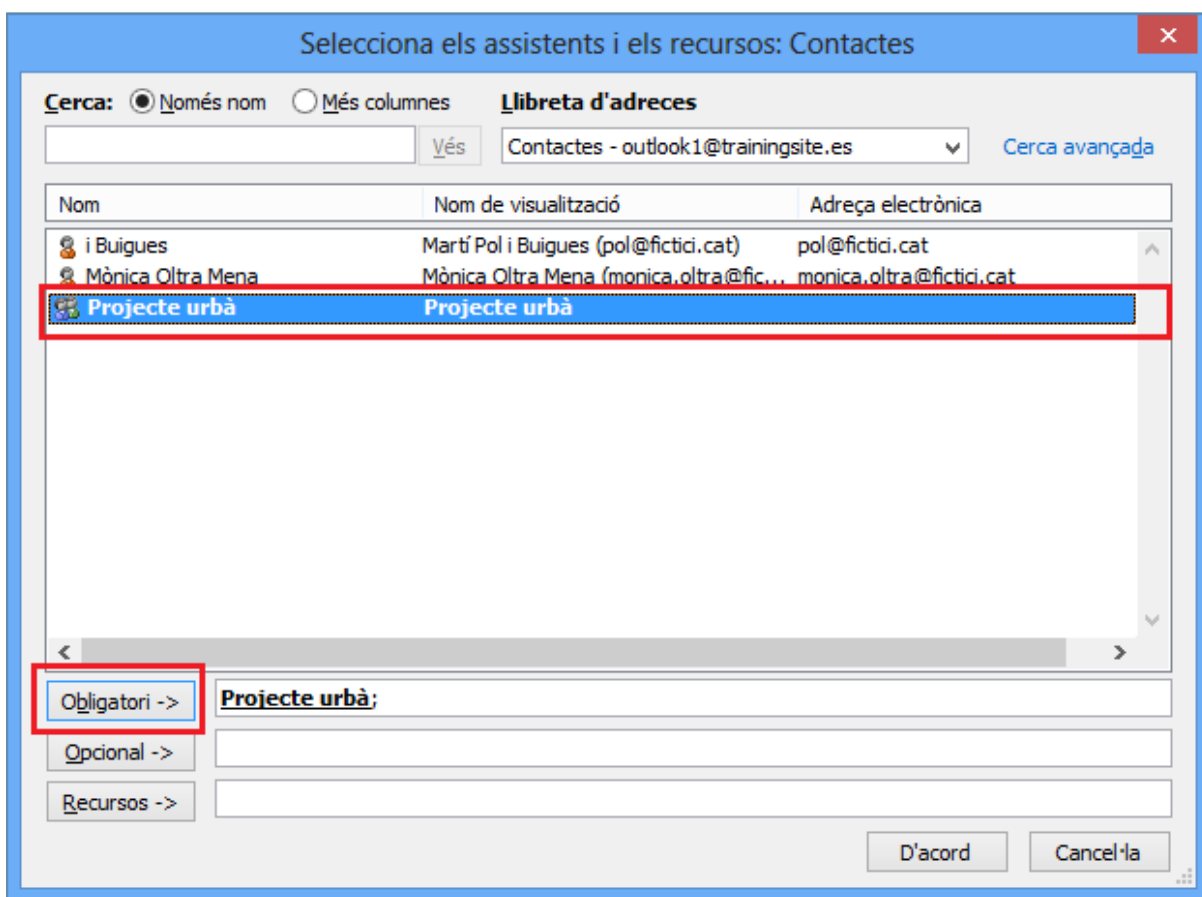 Selecciona els assistents i els recursos: Contactes
Cerca: Només nom Més columnes Llibreta d'adreces
Vés Contactes - outlook1@trainingsite.es Cerca avançada
Nom Nom de visualització Adreça electrònica
i Buigues Martí Pol i Buigues (pol@fictici.cat) pol@fictici.cat
Mònica Oltra Mena Mònica Oltra Mena (monica.oltra@fic... monica.oltra@fictici.cat
Projecte urbà Projecte urbà
Obligatori -> Projecte urbà;
Opcional ->
Recursos ->
D'acord Cancel·la